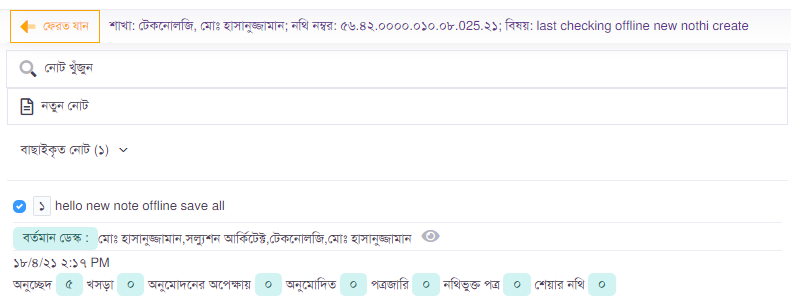 ফেরত যান শাখা: টেকনোলজি, মোঃ হাসানুজ্জামান; নথি নম্বর: ৫৬.৪২.০০০০.০১০.০৮.025.২১; বিষয়: last checking offline new nothi create
নোট খুঁজুন
নতুন নোট
বাছাইকৃত নোট (১)
১ hello new note offline save all
বর্তমান ডেস্ক : মোঃ হাসানুজ্জামান,সল্যুশন আর্কিটেক্ট,টেকনোলজি,মোঃ হাসানুজ্জামান
১৮/৪/২১ ২:১৭ PM
অনুচ্ছেদ ৫ খসড়া ০ অনুমোদনের অপেক্ষায় ০ অনুমোদিত ০ পত্রজারি ০ নথিভুক্ত পত্র ০ শেয়ার নথি ০